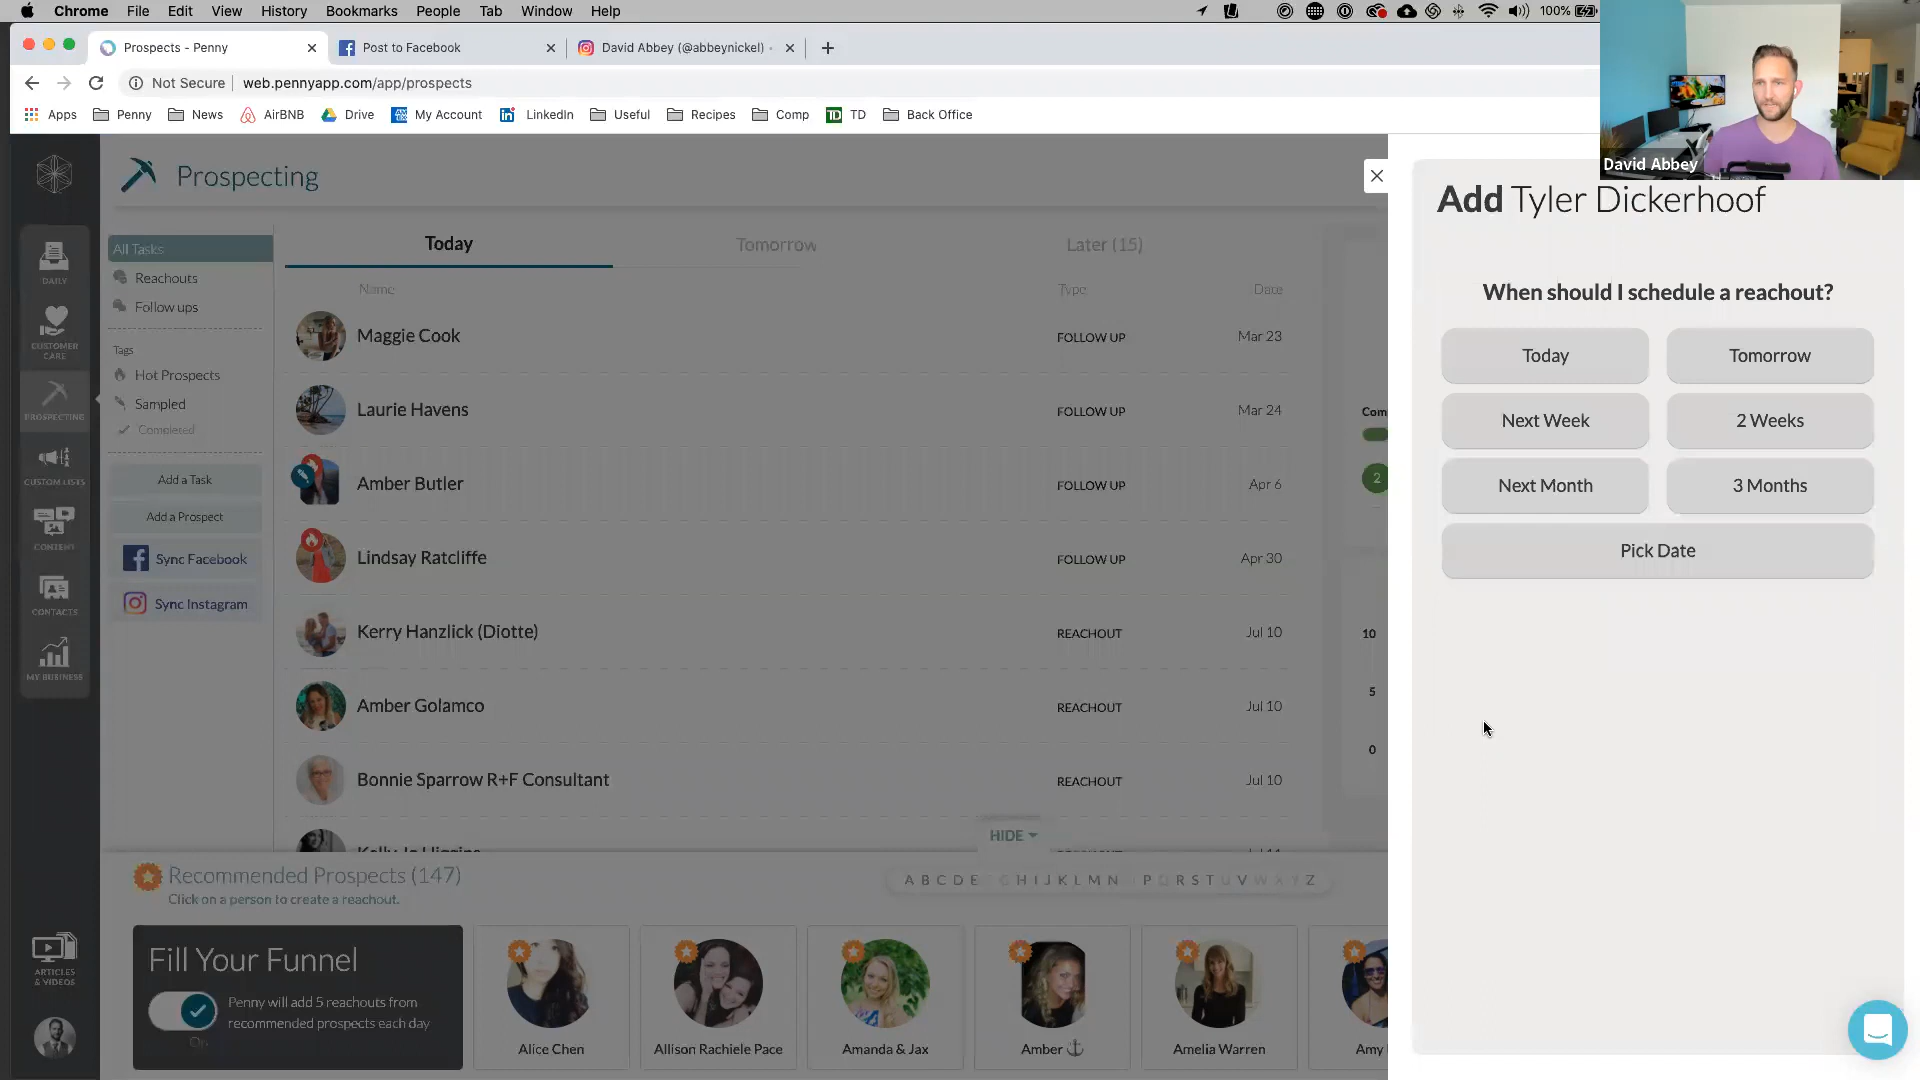 Chrome File Edit View History Bookmarks People Tab Window Help
100%
Prospects - Penny
Post to Facebook
David Abbey (@abbeynickel)
Not Secure
web.pennyapp.com/app/prospects
Apps Penny News AirBNB Drive My Account LinkedIn Useful Recipes Comp TD Back Office
David Abbey
Prospecting
Add Tyler Dickerhoof
DAILY
CUSTOMER CARE
PROSPECTING
CUSTOM LISTS
CONTENT
CONTACTS
MY BUSINESS
ARTICLES & VIDEOS
All Tasks
Reachouts
Follow ups
Tags
Hot Prospects
Sampled
Completed
Add a Task
Add a Prospect
Sync Facebook
Sync Instagram
Today Tomorrow Later (15)
Name Type Date
Maggie Cook FOLLOW UP Mar 23
Laurie Havens FOLLOW UP Mar 24
Amber Butler FOLLOW UP Apr 6
Lindsay Ratcliffe FOLLOW UP Apr 30
Kerry Hanzlick (Diotte) REACHOUT Jul 10
Amber Golamco REACHOUT Jul 10
Bonnie Sparrow R+F Consultant REACHOUT Jul 10
HIDE
Com
2
10
5
0
When should I schedule a reachout?
Today Tomorrow
Next Week 2 Weeks
Next Month 3 Months
Pick Date
Recommended Prospects (147)
Click on a person to create a reachout.
A B C D E G H I J K L M N P Q R S T U V W X Y Z
Fill Your Funnel
Penny will add 5 reachouts from
recommended prospects each day
On
Alice Chen
Allison Rachiele Pace
Amanda & Jax
Amber ⚓
Amelia Warren
Amy